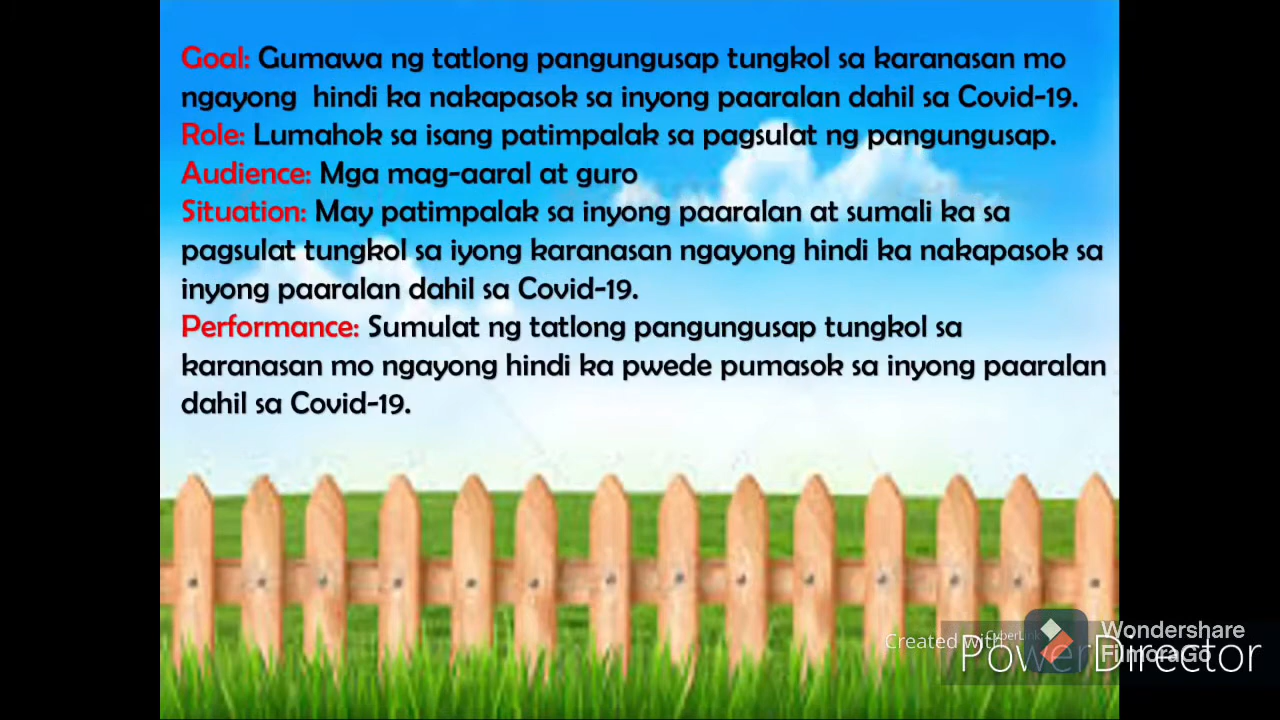 Goal: Gumawa ng tatlong pangungusap tungkol sa karanasan mo
ngayong hindi ka nakapasok sa inyong paaralan dahil sa Covid-19.
Role: Lumahok sa isang patimpalak sa pagsulat ng pangungusap.
Audience: Mga mag-aaral at guro
Situation: May patimpalak sa inyong paaralan at sumali ka sa
pagsulat tungkol sa iyong karanasan ngayong hindi ka nakapasok sa
inyong paaralan dahil sa Covid-19.
Performance: Sumulat ng tatlong pangungusap tungkol sa
karanasan mo ngayong hindi ka pwede pumasok sa inyong paaralan
dahil sa Covid-19.
Created with
CyberLink
PowerDirector
Wondershare
FilmoraGo